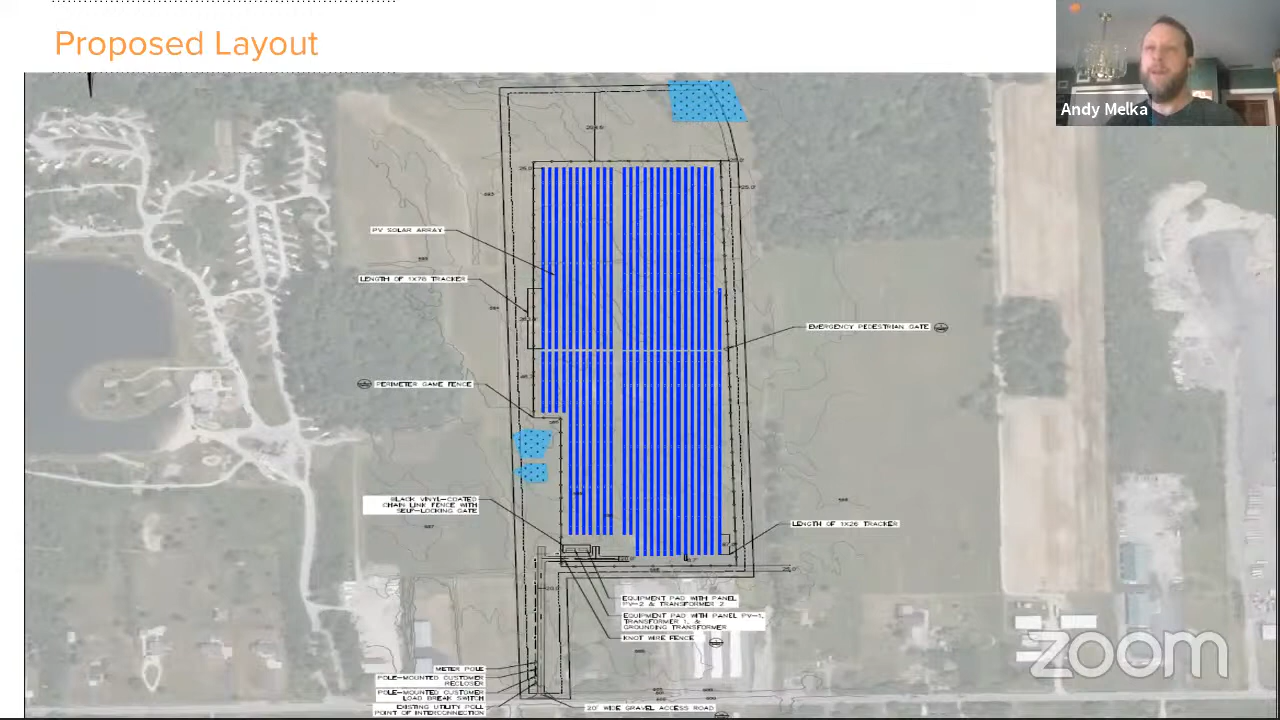 Proposed Layout
Andy Melka
PV SOLAR ARRAY
LENGTH OF 1X78 TRACKER
EMERGENCY PEDESTRIAN GATE
PERIMETER GAME FENCE
BLACK VINYL-COATED
CHAIN LINK FENCE WITH
SELF-LOCKING GATE
LENGTH OF 1X26 TRACKER
25.0'
EQUIPMENT PAD WITH PANEL
PV-2 & TRANSFORMER 2
EQUIPMENT PAD WITH PANEL PV-1,
TRANSFORMER 1, &
GROUNDING TRANSFORMER
KNOT WIRE FENCE
METER POLE
POLE-MOUNTED CUSTOMER
RECLOSER
POLE-MOUNTED CUSTOMER
LOAD BREAK SWITCH
EXISTING UTILITY POLL
POINT OF INTERCONNECTION
20' WIDE GRAVEL ACCESS ROAD
zoom